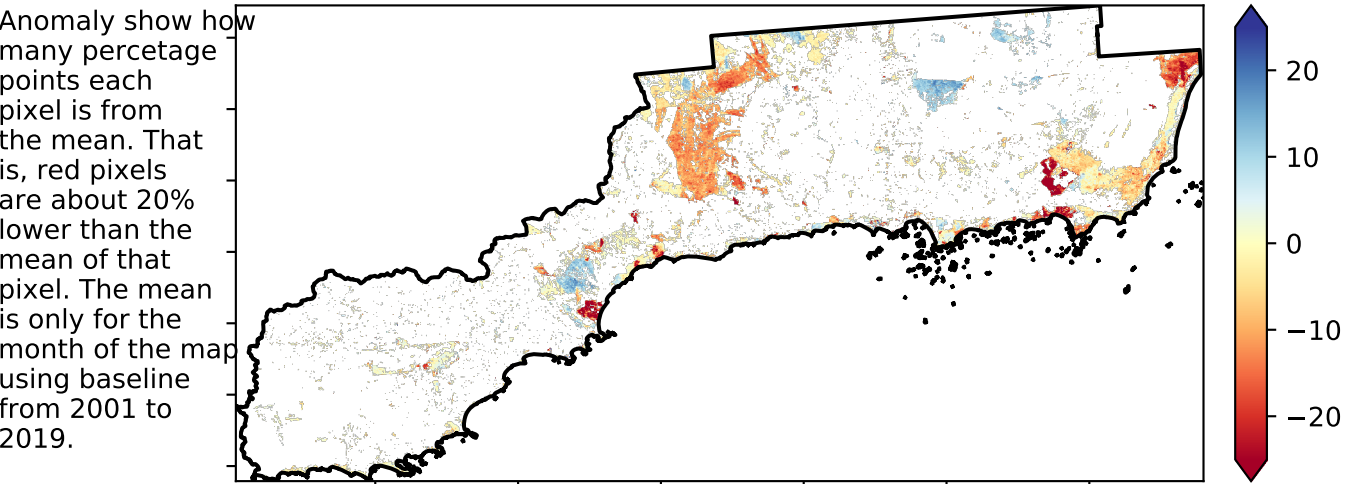 Anomaly show how
many percetage
points each
pixel is from
the mean. That
is, red pixels
are about 20%
lower than the
mean of that
pixel. The mean
is only for the
month of the map
using baseline
from 2001 to
2019.
20
10
0
−10
−20